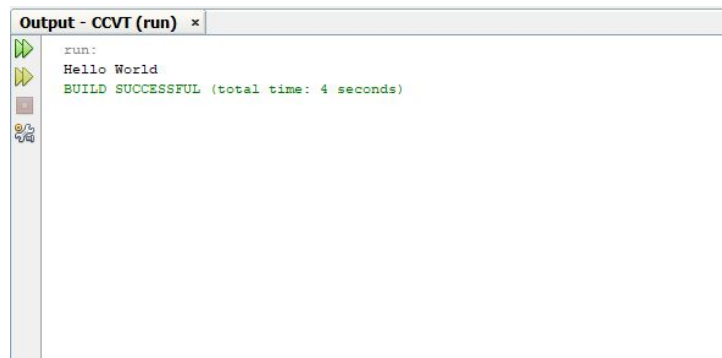 Output - CCVT (run) ×
run:
Hello World
BUILD SUCCESSFUL (total time: 4 seconds)